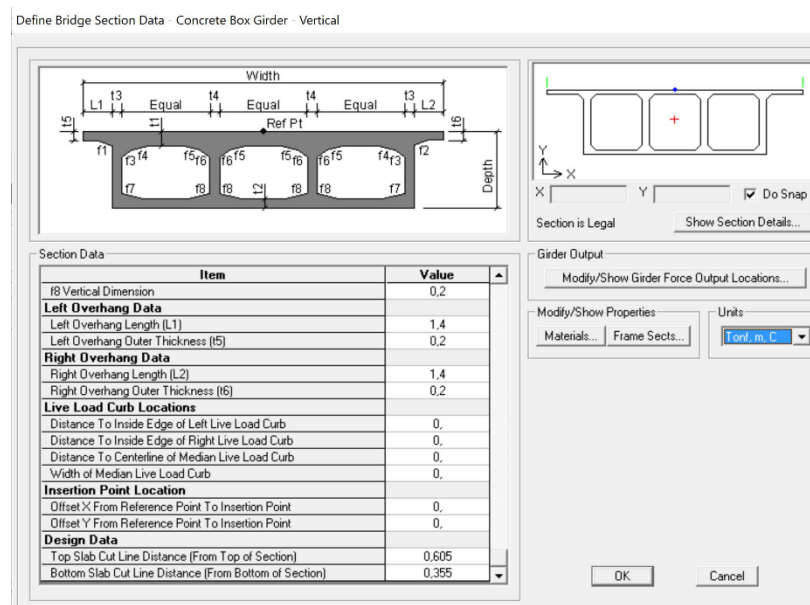 Define Bridge Section Data - Concrete Box Girder - Vertical
Width
t3 t4 t4 t3
L1 Equal Equal Equal L2
t5 t1 Ref Pt t6
f1 f3 f4 f5 f6 f6 f5 f5 f6 f6 f5 f4 f3 f2
f7 f8 f8 t2 f8 f8 f7
Depth
Y
X
X Y Do Snap
Section is Legal Show Section Details...
Section Data
Item Value
f8 Vertical Dimension 0,2
Left Overhang Data
Left Overhang Length (L1) 1,4
Left Overhang Outer Thickness (t5) 0,2
Right Overhang Data
Right Overhang Length (L2) 1,4
Right Overhang Outer Thickness (t6) 0,2
Live Load Curb Locations
Distance To Inside Edge of Left Live Load Curb 0,
Distance To Inside Edge of Right Live Load Curb 0,
Distance To Centerline of Median Live Load Curb 0,
Width of Median Live Load Curb 0,
Insertion Point Location
Offset X From Reference Point To Insertion Point 0,
Offset Y From Reference Point To Insertion Point 0,
Design Data
Top Slab Cut Line Distance (From Top of Section) 0,605
Bottom Slab Cut Line Distance (From Bottom of Section) 0,355
Girder Output
Modify/Show Girder Force Output Locations...
Modify/Show Properties
Materials... Frame Sects...
Units
Tonf, m, C
OK Cancel